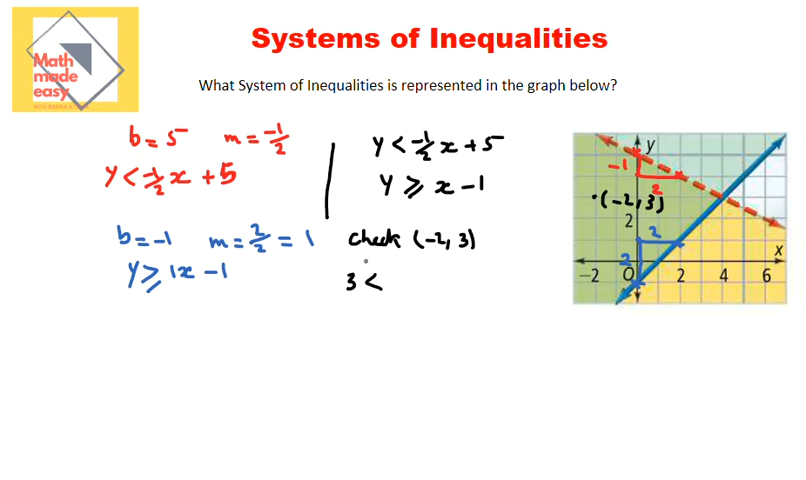 Systems of Inequalities
Math
made
easy
What System of Inequalities is represented in the graph below?
b = 5 m = -1/2
y < -1/2 x + 5
b = -1 m = 2/2 = 1
y ≥ 1x - 1
y < -1/2 x + 5
y ≥ x - 1
check (-2, 3)
3 <
y
-1
2
(-2, 3)
2
2
x
2
-2 0 2 4 6